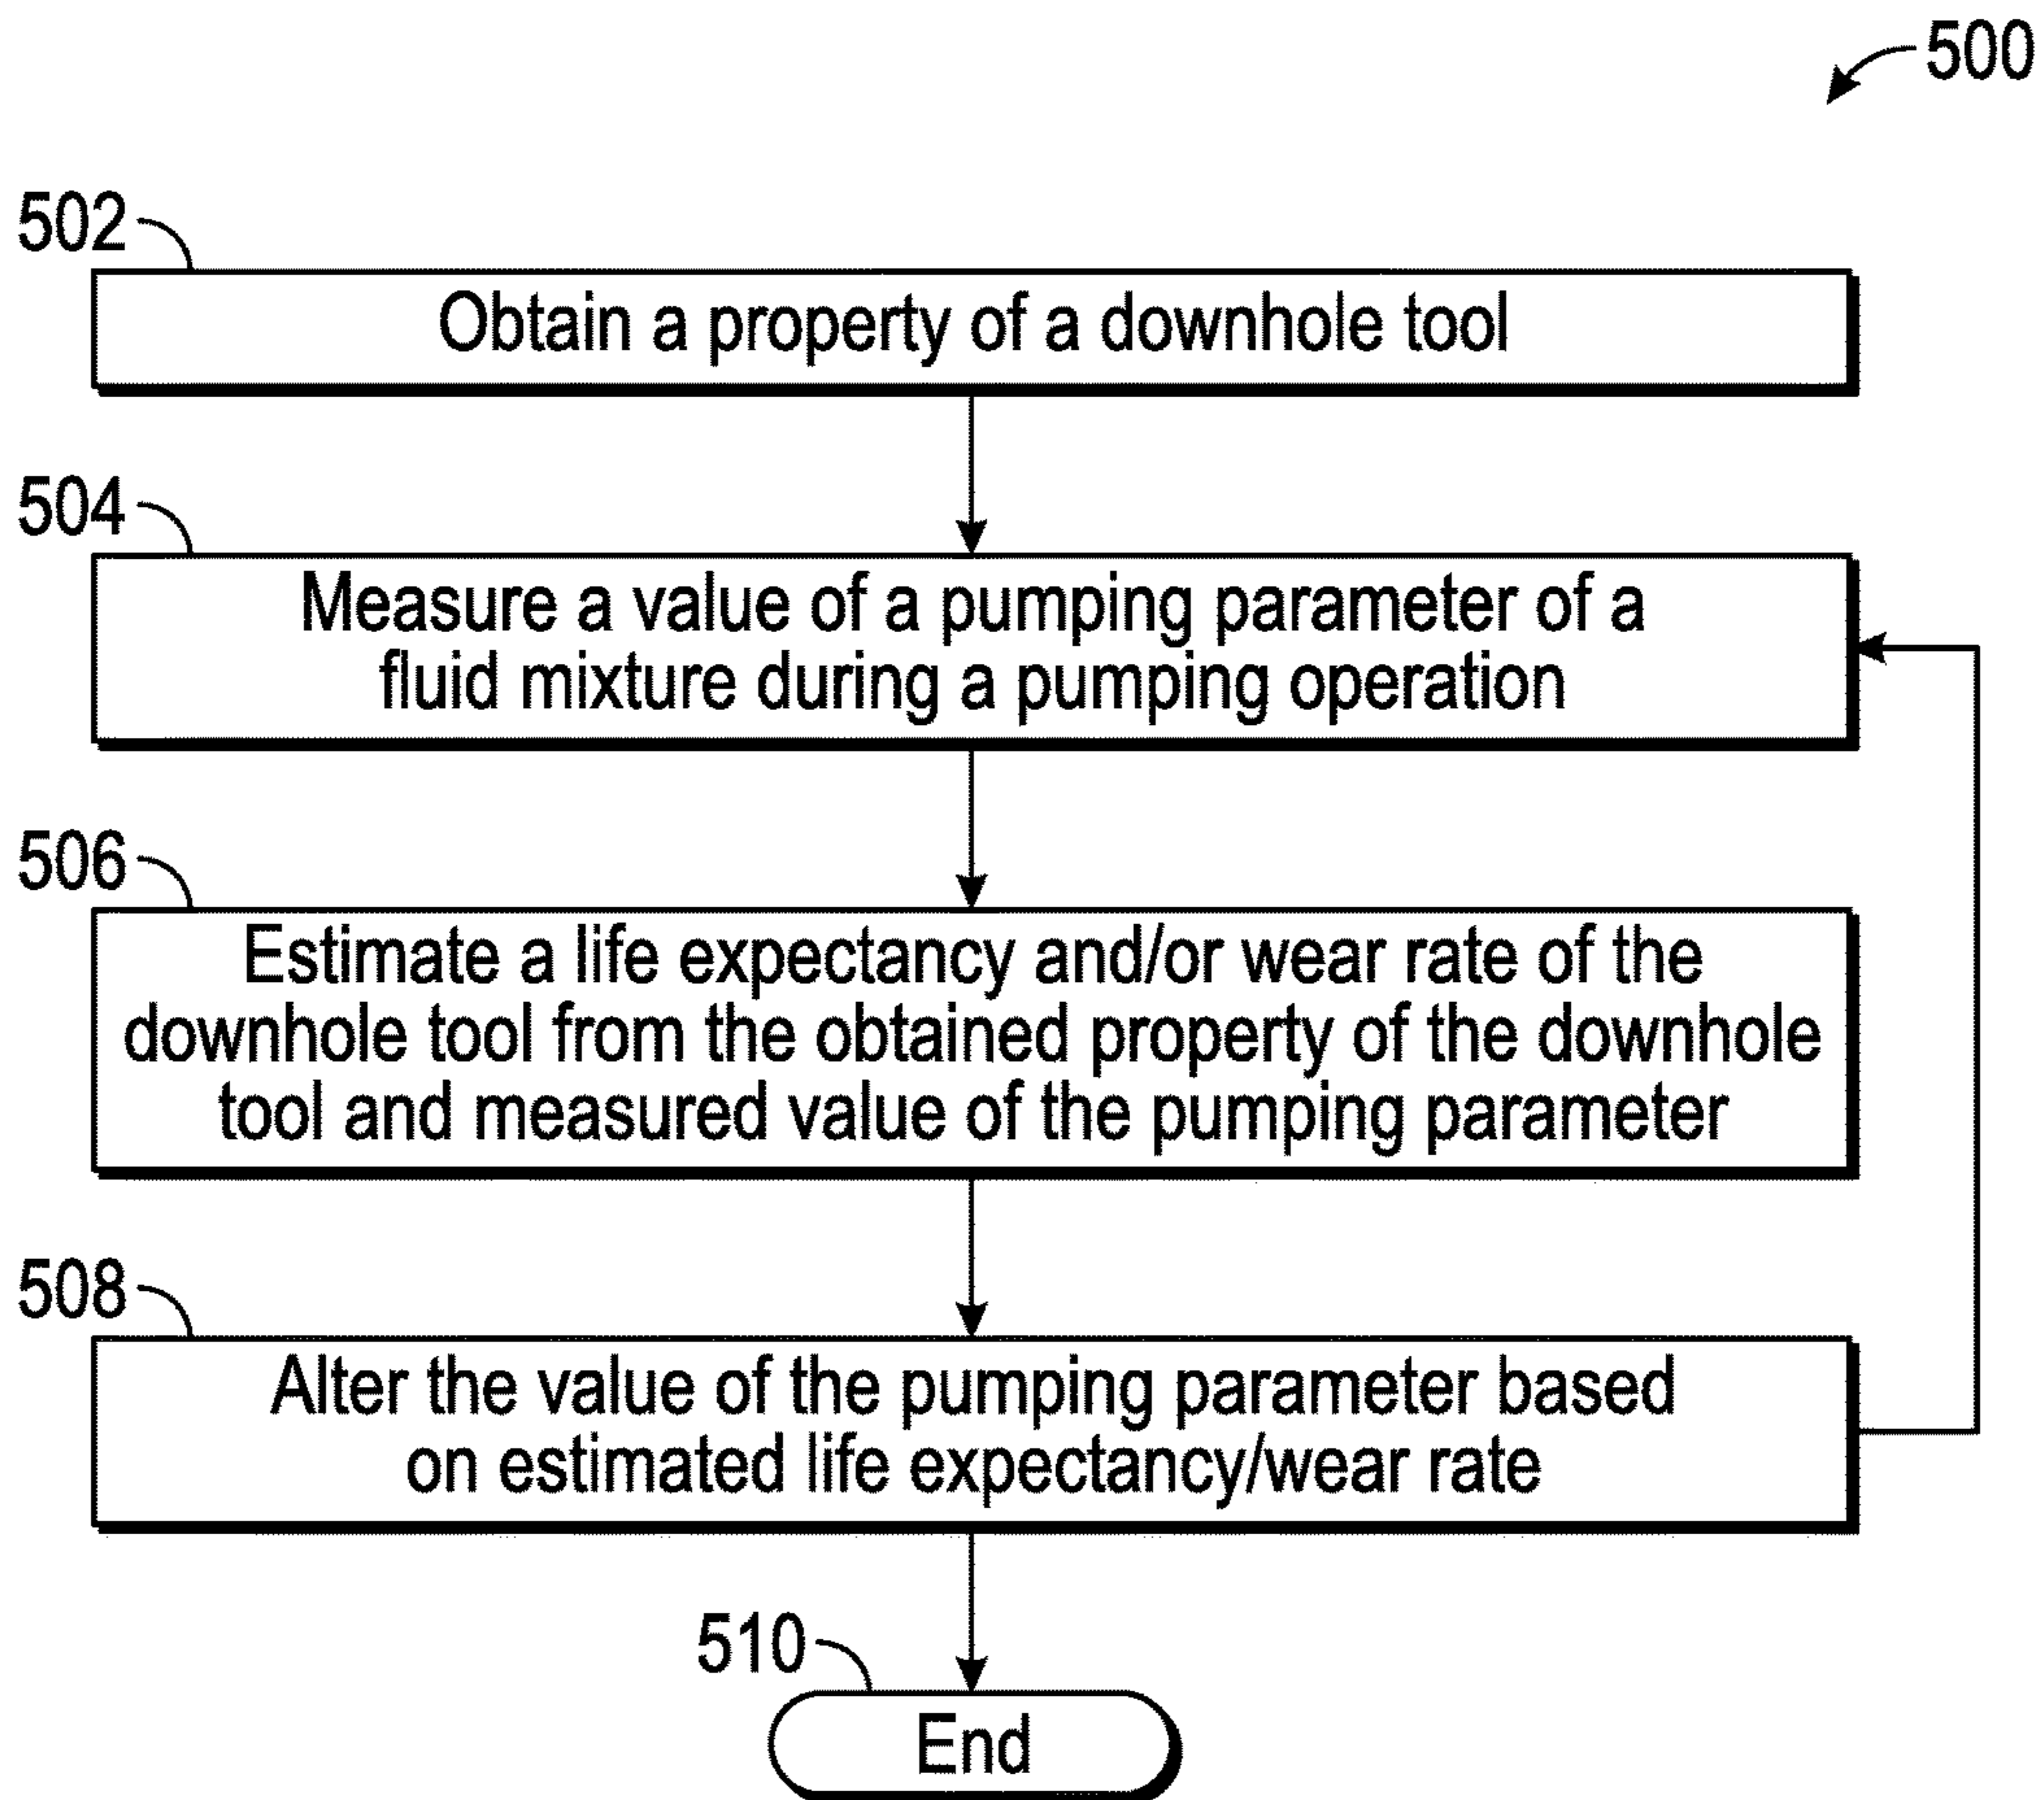 500
502
Obtain a property of a downhole tool
504
Measure a value of a pumping parameter of a
fluid mixture during a pumping operation
506
Estimate a life expectancy and/or wear rate of the
downhole tool from the obtained property of the downhole
tool and measured value of the pumping parameter
508
Alter the value of the pumping parameter based
on estimated life expectancy/wear rate
510
End